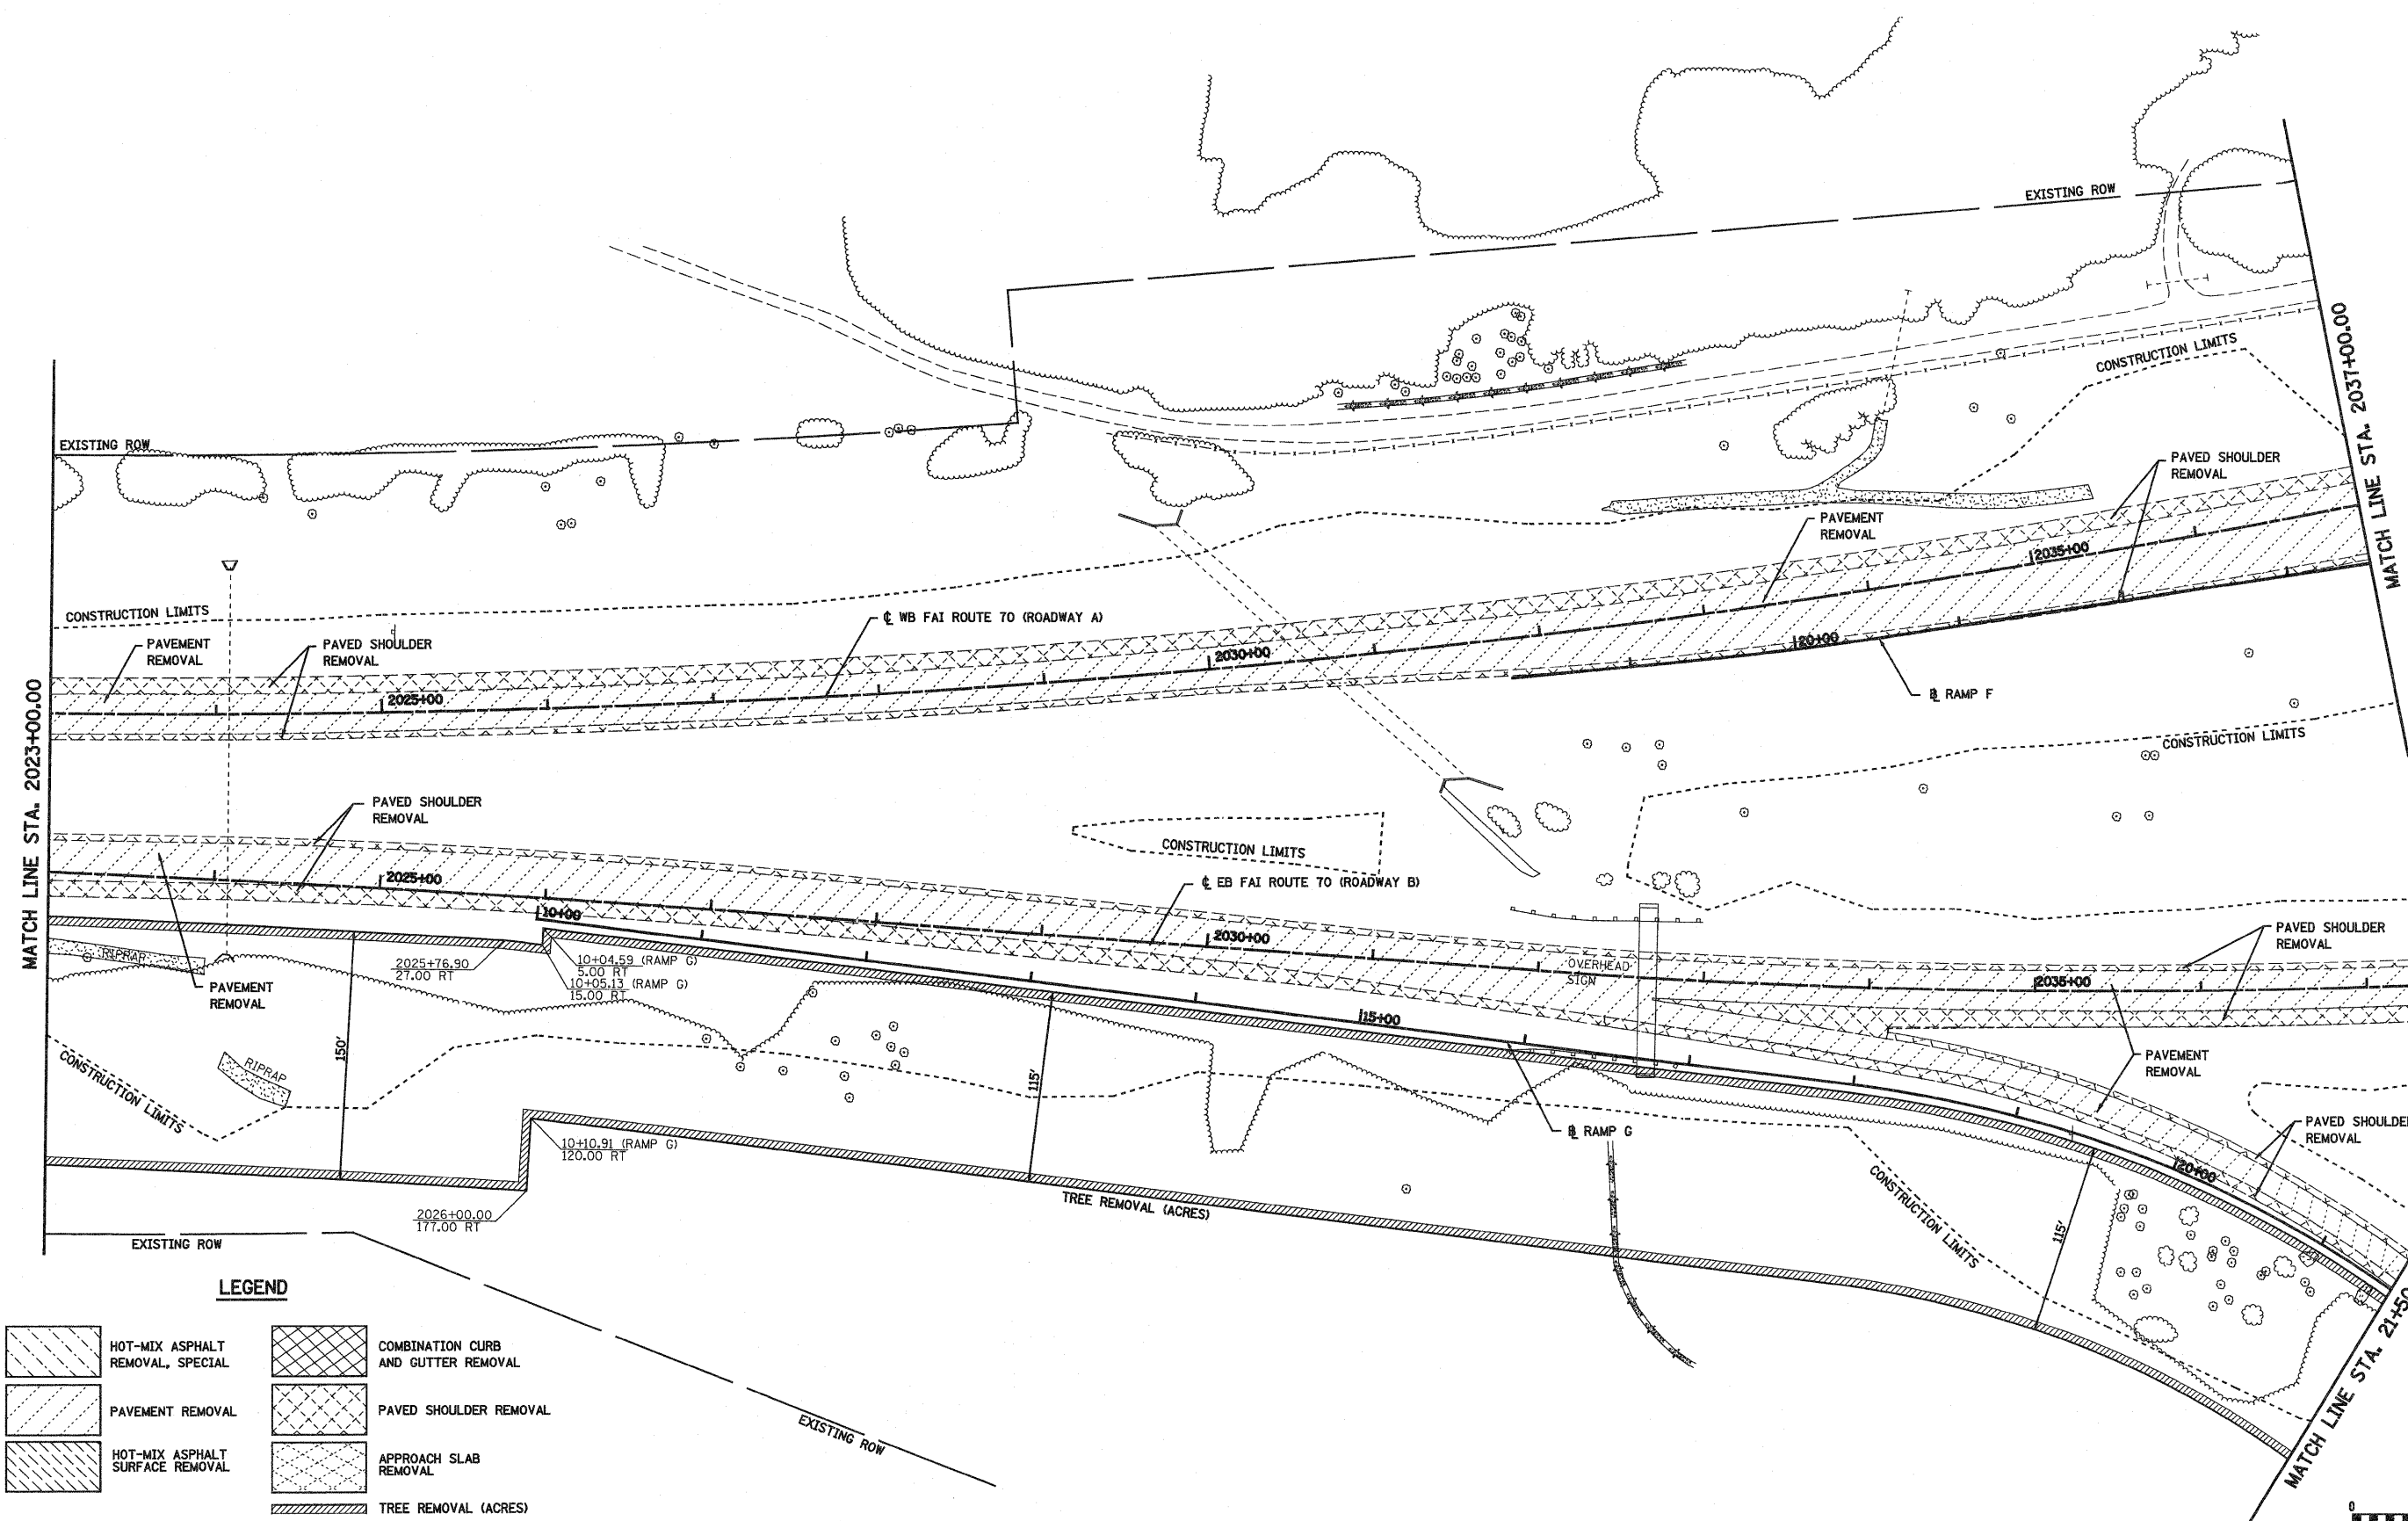 EXISTING ROW
MATCH LINE STA. 2037+00.00
CONSTRUCTION LIMITS
EXISTING ROW
PAVED SHOULDER
REMOVAL
PAVEMENT
REMOVAL
2035+00
CONSTRUCTION LIMITS
℄ WB FAI ROUTE 70 (ROADWAY A)
PAVEMENT
REMOVAL
PAVED SHOULDER
REMOVAL
2030+00
20+00
2025+00
RAMP F
MATCH LINE STA. 2023+00.00
CONSTRUCTION LIMITS
PAVED SHOULDER
REMOVAL
CONSTRUCTION LIMITS
2025+00
℄ EB FAI ROUTE 70 (ROADWAY B)
10+00
2030+00
PAVED SHOULDER
REMOVAL
RIPRAP
2025+76.90
27.00 RT
10+04.59 (RAMP G)
5.00 RT
10+05.13 (RAMP G)
15.00 RT
OVERHEAD
SIGN
2035+00
PAVEMENT
REMOVAL
15+00
150'
115'
PAVEMENT
REMOVAL
RIPRAP
CONSTRUCTION LIMITS
RAMP G
PAVED SHOULDER
REMOVAL
10+10.91 (RAMP G)
120.00 RT
20+00
TREE REMOVAL (ACRES)
CONSTRUCTION LIMITS
115'
2026+00.00
177.00 RT
EXISTING ROW
MATCH LINE STA. 21+50
EXISTING ROW
LEGEND
HOT-MIX ASPHALT
REMOVAL, SPECIAL
COMBINATION CURB
AND GUTTER REMOVAL
PAVEMENT REMOVAL
PAVED SHOULDER REMOVAL
HOT-MIX ASPHALT
SURFACE REMOVAL
APPROACH SLAB
REMOVAL
TREE REMOVAL (ACRES)
0